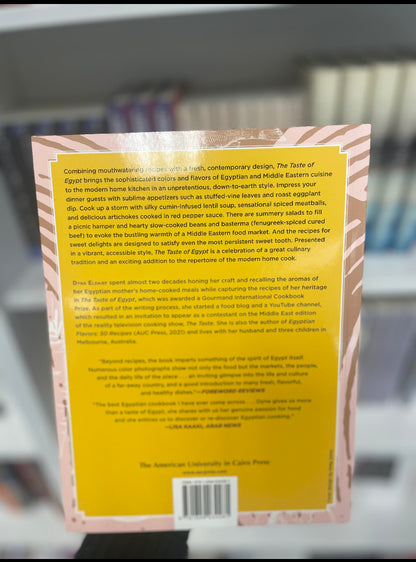 Combining mouthwatering recipes with a fresh, contemporary design, The Taste of
Egypt brings the sophisticated colors and flavors of Egyptian and Middle Eastern cuisine
to the modern home kitchen in an unpretentious, down-to-earth style. Impress your
dinner guests with sublime appetizers such as stuffed-vine leaves and roast eggplant
dip. Cook up a storm with silky cumin-infused lentil soup, sensational spiced meatballs,
and delicious artichokes cooked in red pepper sauce. There are summery salads to fill
a picnic hamper and hearty slow-cooked beans and basterma (fenugreek-spiced cured
beef) to evoke the bustling warmth of a Middle Eastern food market. And the recipes for
sweet delights are designed to satisfy even the most persistent sweet tooth. Presented
in a vibrant, accessible style, The Taste of Egypt is a celebration of a great culinary
tradition and an exciting addition to the repertoire of the modern home cook.
DYNA ELDAIEF spent almost two decades honing her craft and recalling the aromas of
her Egyptian mother's home-cooked meals while capturing the recipes of her heritage
in The Taste of Egypt, which was awarded a Gourmand International Cookbook
Prize. As part of the writing process, she started a food blog and a YouTube channel,
which resulted in an invitation to appear as a contestant on the Middle East edition
of the reality television cooking show, The Taste. She is also the author of Egyptian
Flavors: 50 Recipes (AUC Press, 2021) and lives with her husband and three children in
Melbourne, Australia.
"Beyond recipes, the book imparts something of the spirit of Egypt itself.
Numerous color photographs show not only the food but the markets, the people,
and the daily life of the place . . . an inviting glimpse into the life and culture
of a far-away country, and a good introduction to many fresh, flavorful,
and healthy dishes."—FOREWORD REVIEWS
"The best Egyptian cookbook I have ever come across . . . Dyna gives us more
than a taste of Egypt, she shares with us her genuine passion for food
and she entices us to discover or re-discover Egyptian cooking."
—LISA KAAKI, ARAB NEWS
The American University in Cairo Press
www.aucpress.com